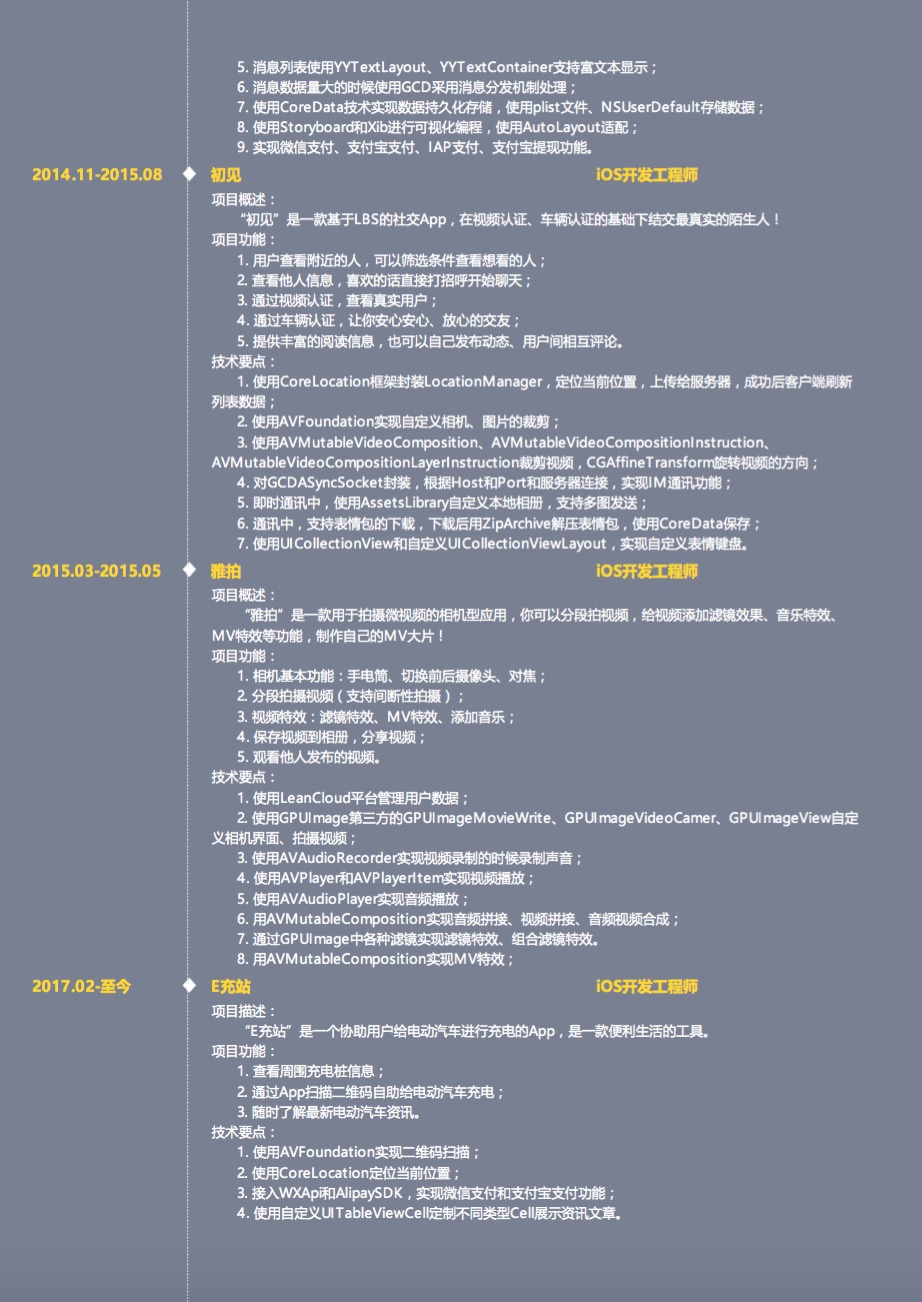 5. 消息列表使用YYTextLayout、YYTextContainer支持富文本显示；
6. 消息数据量大的时候使用GCD采用消息分发机制处理；
7. 使用CoreData技术实现数据持久化存储，使用plist文件、NSUserDefault存储数据；
8. 使用Storyboard和Xib进行可视化编程，使用AutoLayout适配；
9. 实现微信支付、支付宝支付、IAP支付、支付宝提现功能。
2014.11-2015.08 初见 iOS开发工程师
项目概述：
“初见”是一款基于LBS的社交App，在视频认证、车辆认证的基础下结交最真实的陌生人！
项目功能：
1. 用户查看附近的人，可以筛选条件查看想看的人；
2. 查看他人信息，喜欢的话直接打招呼开始聊天；
3. 通过视频认证，查看真实用户；
4. 通过车辆认证，让你安心安心、放心的交友；
5. 提供丰富的阅读信息，也可以自己发布动态、用户间相互评论。
技术要点：
1. 使用CoreLocation框架封装LocationManager，定位当前位置，上传给服务器，成功后客户端刷新
列表数据；
2. 使用AVFoundation实现自定义相机、图片的裁剪；
3. 使用AVMutableVideoComposition、AVMutableVideoCompositionInstruction、
AVMutableVideoCompositionLayerInstruction裁剪视频，CGAffineTransform旋转视频的方向；
4. 对GCDASyncSocket封装，根据Host和Port和服务器连接，实现IM通讯功能；
5. 即时通讯中，使用AssetsLibrary自定义本地相册，支持多图发送；
6. 通讯中，支持表情包的下载，下载后用ZipArchive解压表情包，使用CoreData保存；
7. 使用UICollectionView和自定义UICollectionViewLayout，实现自定义表情键盘。
2015.03-2015.05 雅拍 iOS开发工程师
项目概述：
“雅拍”是一款用于拍摄微视频的相机型应用，你可以分段拍视频，给视频添加滤镜效果、音乐特效、
MV特效等功能，制作自己的MV大片！
项目功能：
1. 相机基本功能：手电筒、切换前后摄像头、对焦；
2. 分段拍摄视频（支持间断性拍摄）；
3. 视频特效：滤镜特效、MV特效、添加音乐；
4. 保存视频到相册，分享视频；
5. 观看他人发布的视频。
技术要点：
1. 使用LeanCloud平台管理用户数据；
2. 使用GPUImage第三方的GPUImageMovieWrite、GPUImageVideoCamer、GPUImageView自定
义相机界面、拍摄视频；
3. 使用AVAudioRecorder实现视频录制的时候录制声音；
4. 使用AVPlayer和AVPlayerItem实现视频播放；
5. 使用AVAudioPlayer实现音频播放；
6. 用AVMutableComposition实现音频拼接、视频拼接、音频视频合成；
7. 通过GPUImage中各种滤镜实现滤镜特效、组合滤镜特效。
8. 用AVMutableComposition实现MV特效；
2017.02-至今 E充站 iOS开发工程师
项目描述：
“E充站”是一个协助用户给电动汽车进行充电的App，是一款便利生活的工具。
项目功能：
1. 查看周围充电桩信息；
2. 通过App扫描二维码自助给电动汽车充电；
3. 随时了解最新电动汽车资讯。
技术要点：
1. 使用AVFoundation实现二维码扫描；
2. 使用CoreLocation定位当前位置；
3. 接入WXApi和AlipaySDK，实现微信支付和支付宝支付功能；
4. 使用自定义UITableViewCell定制不同类型Cell展示资讯文章。